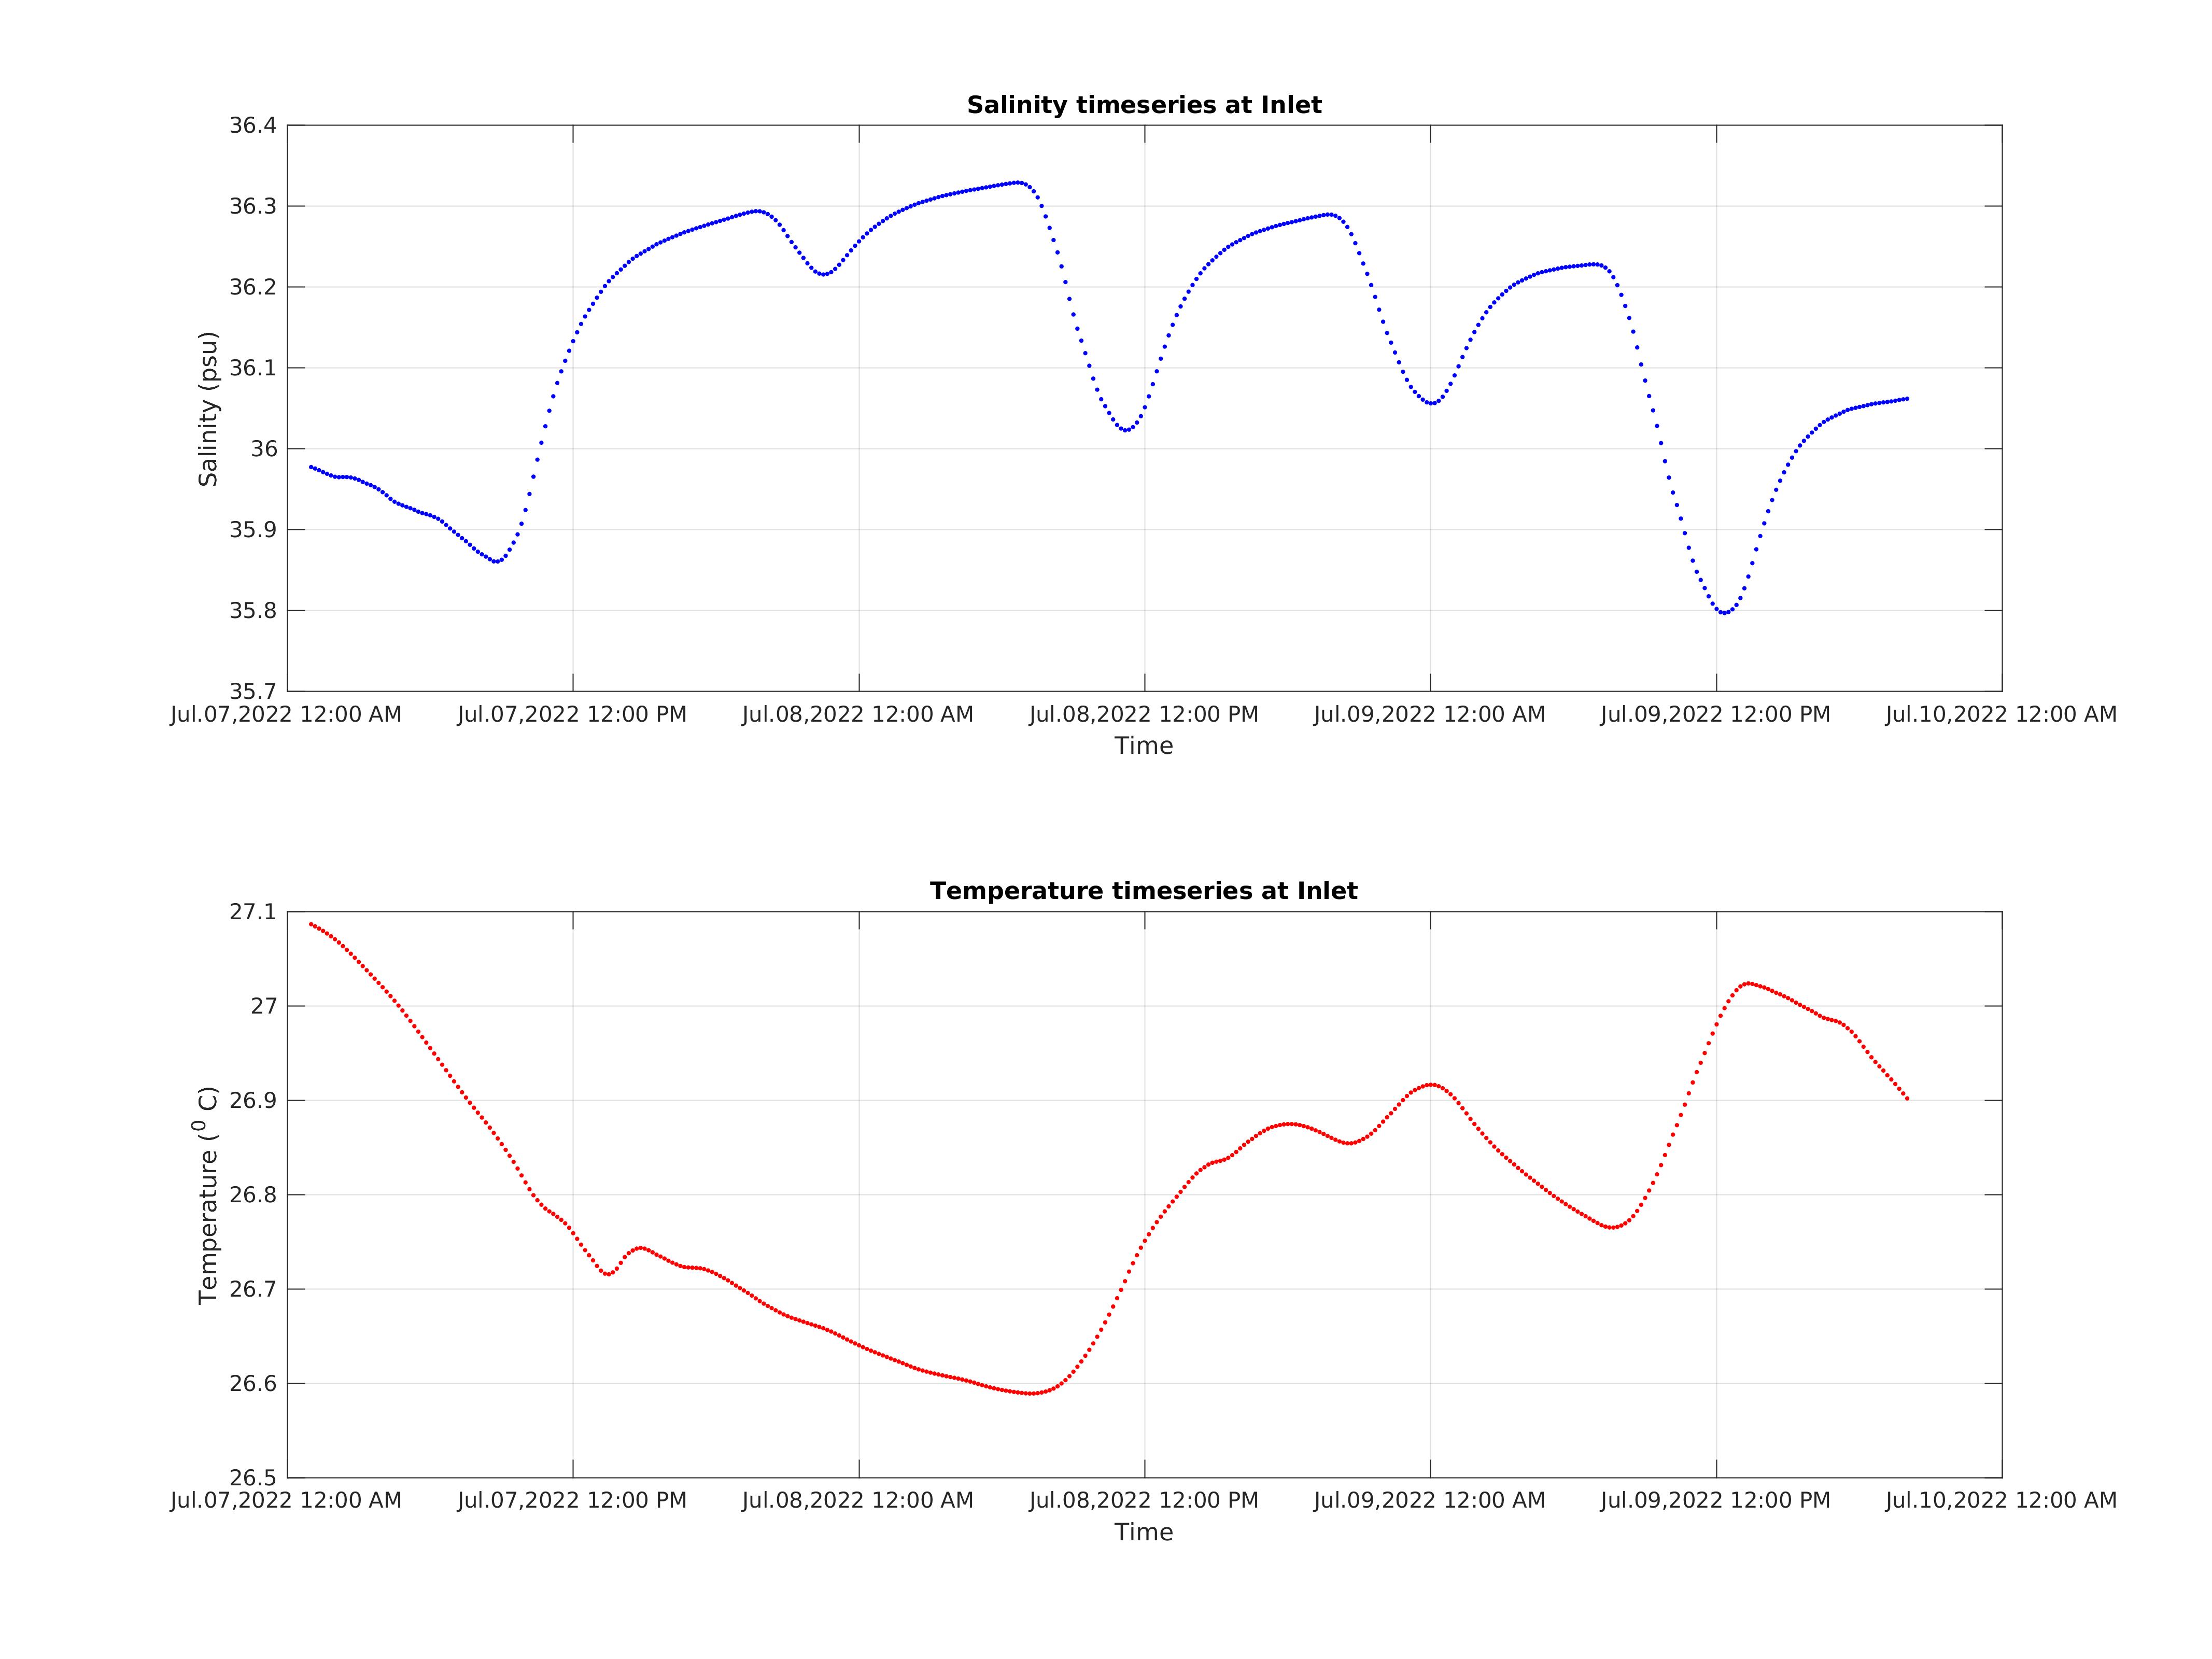 Salinity timeseries at Inlet
36.4
36.3
36.2
36.1
36
35.9
35.8
35.7
Salinity (psu)
Jul.07,2022 12:00 AM Jul.07,2022 12:00 PM Jul.08,2022 12:00 AM Jul.08,2022 12:00 PM Jul.09,2022 12:00 AM Jul.09,2022 12:00 PM Jul.10,2022 12:00 AM
Time
Temperature timeseries at Inlet
27.1
27
26.9
26.8
26.7
26.6
26.5
Temperature (⁰ C)
Jul.07,2022 12:00 AM Jul.07,2022 12:00 PM Jul.08,2022 12:00 AM Jul.08,2022 12:00 PM Jul.09,2022 12:00 AM Jul.09,2022 12:00 PM Jul.10,2022 12:00 AM
Time